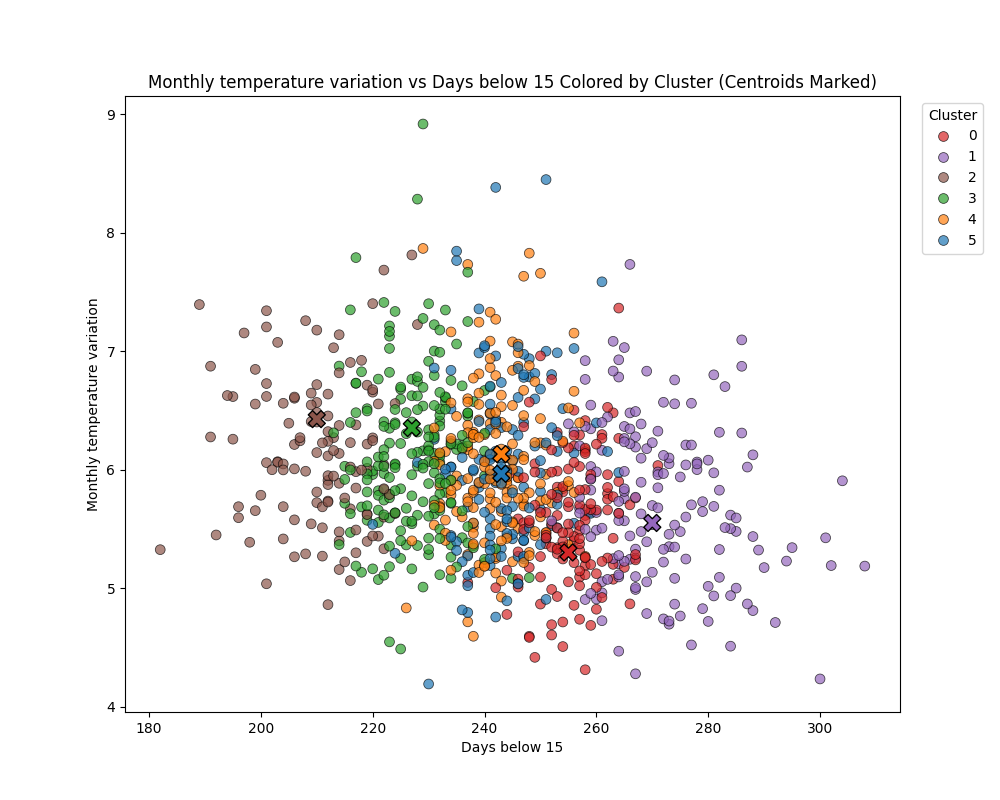 Monthly temperature variation vs Days below 15 Colored by Cluster (Centroids Marked)
Cluster
0
1
2
3
4
5
9
8
7
6
5
4
Monthly temperature variation
180 200 220 240 260 280 300
Days below 15